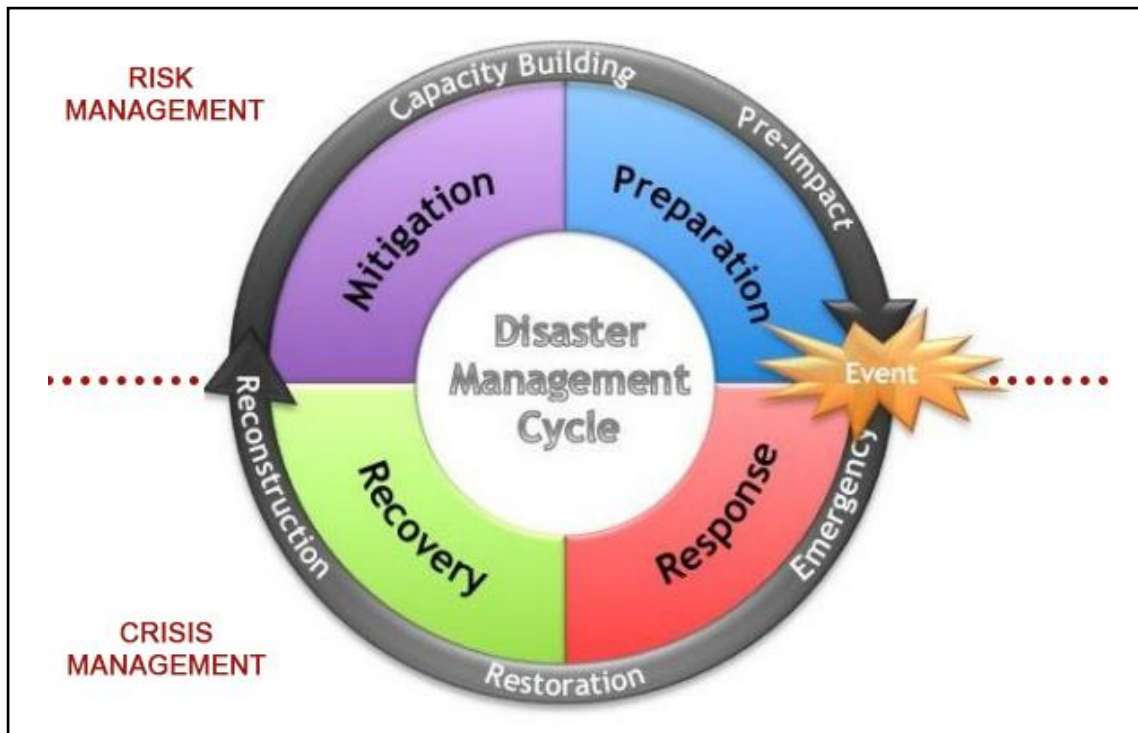 RISK
MANAGEMENT
Capacity Building
Pre-Impact
Mitigation
Preparation
Disaster
Management
Cycle
Event
Reconstruction
Recovery
Response
Emergency
CRISIS
MANAGEMENT
Restoration